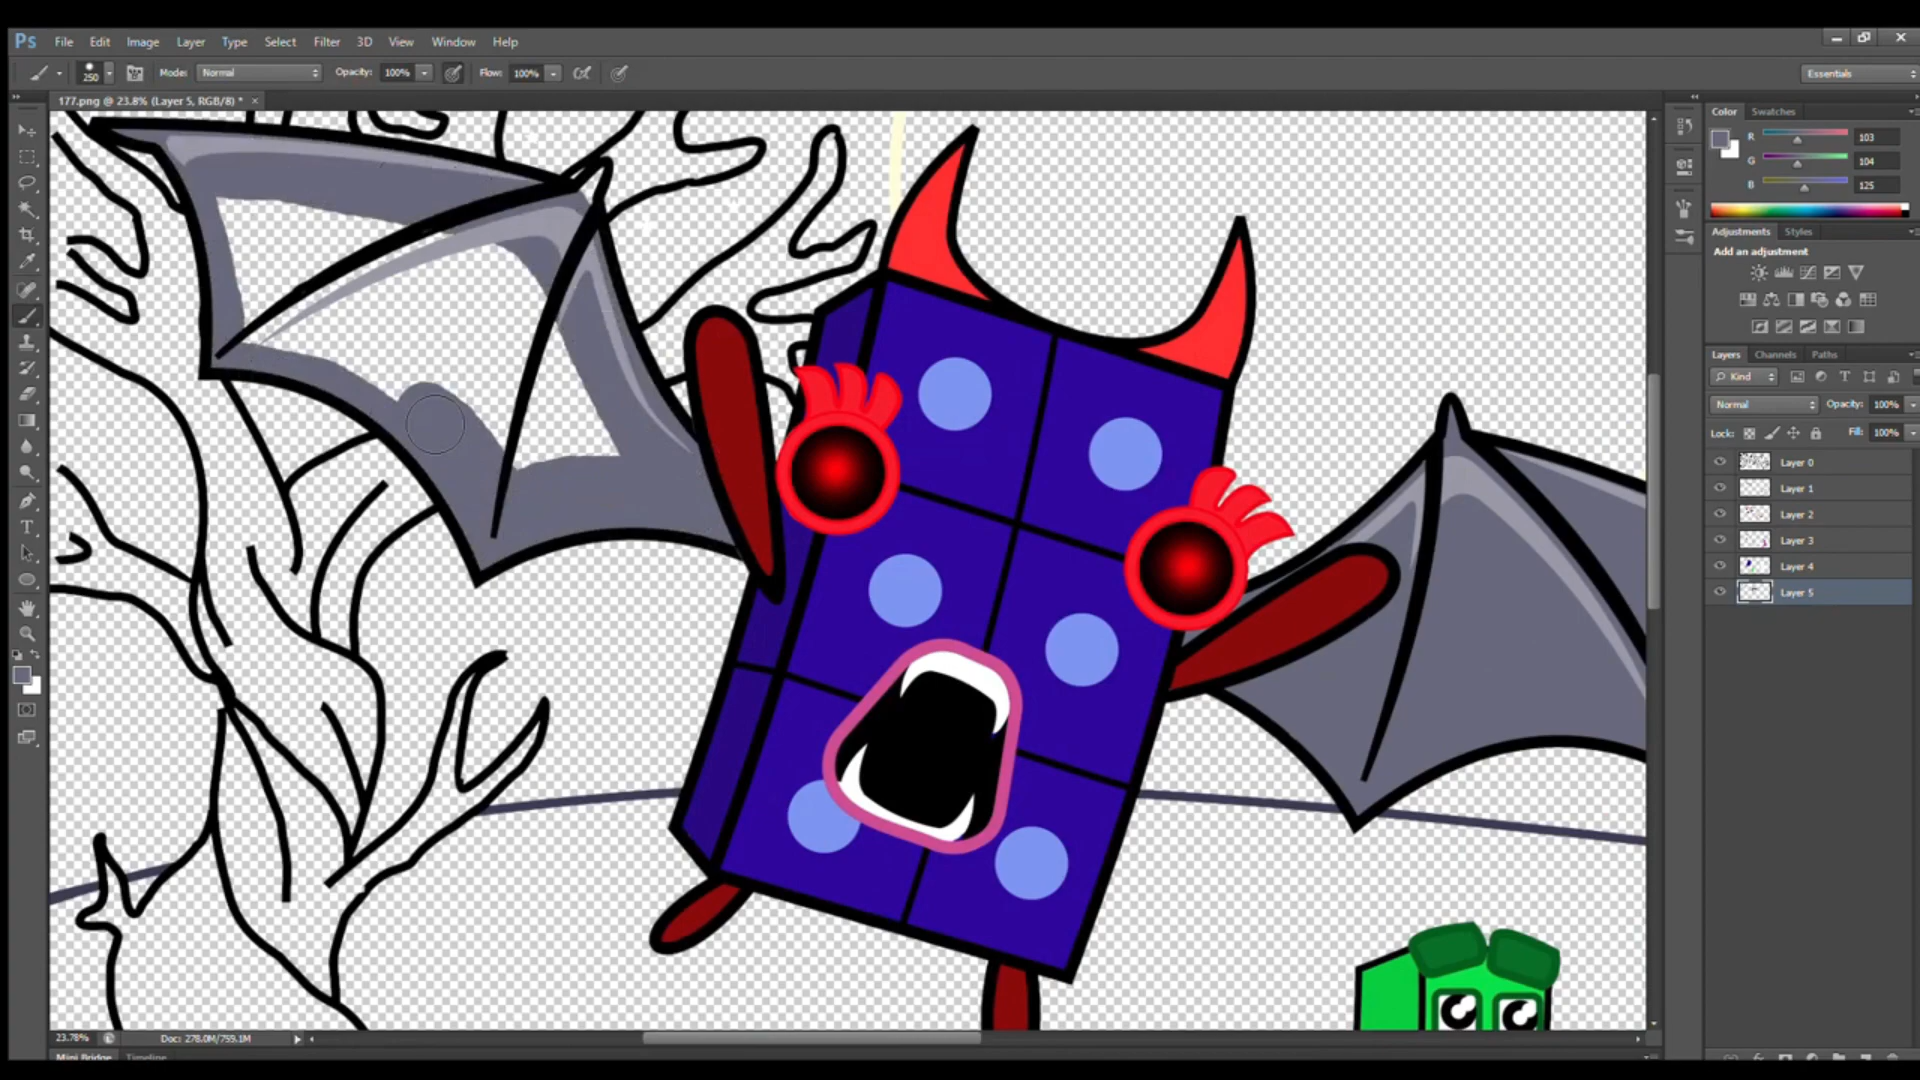 Ps File Edit Image Layer Type Select Filter 3D View Window Help
250 Mode: Normal Opacity: 100% Flow: 100% Essentials
177.png @ 23.8% (Layer 5, RGB/8) * ×
Color Swatches
R 103
G 104
B 125
Adjustments Styles
Add an adjustment
Layers Channels Paths
Kind T
Normal Opacity: 100%
Lock: Fill: 100%
Layer 0
Layer 1
Layer 2
Layer 3
Layer 4
Layer 5
T
23.78% Doc: 278.0M/759.1M
Mini Bridge Timeline